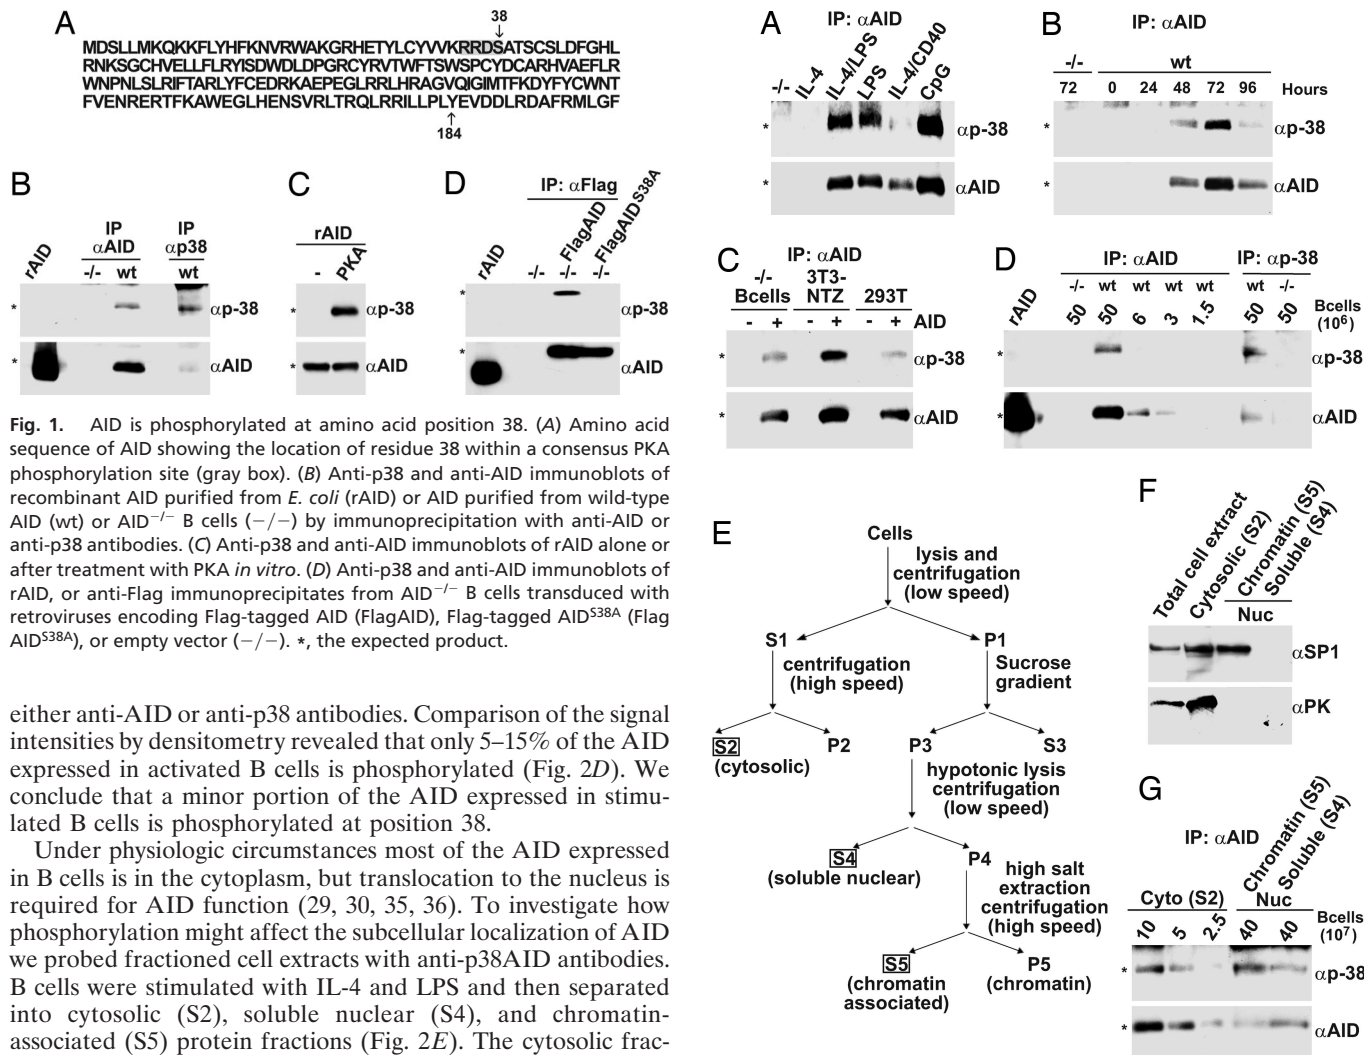 A
38
MDSLLMKQKKFLYHFKNVRWAKGRHETYLCYVVKRRDSATSCSLDFGHL
RNKSGCHVELLFLRYISDWDLDPGRCYRVTWFTSWSPCYDCARHVAEFLR
WNPNLSLRIFTARLYFCEDRKAEPEGLRRLHRAGVQIGIMTFKDYFYCWNT
FVENRERTFKAWEGLHENSVRLTRQLRRILLPLYEVDDLRDAFRMLGF
184
B
rAID
IP
αAID
-/- wt
IP
αp38
wt
* αp-38
* αAID
C
rAID
- PKA
* αp-38
* αAID
D
IP: αFlag
rAID
-/-
FlagAID
-/-
FlagAID S38A
-/-
* αp-38
* αAID
Fig. 1. AID is phosphorylated at amino acid position 38. (A) Amino acid
sequence of AID showing the location of residue 38 within a consensus PKA
phosphorylation site (gray box). (B) Anti-p38 and anti-AID immunoblots of
recombinant AID purified from E. coli (rAID) or AID purified from wild-type
AID (wt) or AID−/− B cells (−/−) by immunoprecipitation with anti-AID or
anti-p38 antibodies. (C) Anti-p38 and anti-AID immunoblots of rAID alone or
after treatment with PKA in vitro. (D) Anti-p38 and anti-AID immunoblots of
rAID, or anti-Flag immunoprecipitates from AID−/− B cells transduced with
retroviruses encoding Flag-tagged AID (FlagAID), Flag-tagged AIDS38A (Flag
AIDS38A), or empty vector (−/−). *, the expected product.
either anti-AID or anti-p38 antibodies. Comparison of the signal
intensities by densitometry revealed that only 5–15% of the AID
expressed in activated B cells is phosphorylated (Fig. 2D). We
conclude that a minor portion of the AID expressed in stimu-
lated B cells is phosphorylated at position 38.
Under physiologic circumstances most of the AID expressed
in B cells is in the cytoplasm, but translocation to the nucleus is
required for AID function (29, 30, 35, 36). To investigate how
phosphorylation might affect the subcellular localization of AID
we probed fractioned cell extracts with anti-p38AID antibodies.
B cells were stimulated with IL-4 and LPS and then separated
into cytosolic (S2), soluble nuclear (S4), and chromatin-
associated (S5) protein fractions (Fig. 2E). The cytosolic frac-
A
IP: αAID
-/- IL-4 IL-4/LPS LPS IL-4/CD40 CpG
* αp-38
* αAID
B
IP: αAID
-/- wt
72 0 24 48 72 96 Hours
* αp-38
* αAID
C
IP: αAID
-/-
Bcells
3T3-
NTZ
293T
- + - + - + AID
* αp-38
* αAID
D
IP: αAID IP: αp-38
rAID
-/- wt wt wt wt wt -/-
50 50 6 3 1.5 50 50
Bcells
(10⁶)
* αp-38
* αAID
E
Cells
lysis and
centrifugation
(low speed)
S1 P1
centrifugation
(high speed)
Sucrose
gradient
S2 P2 P3 S3
(cytosolic)
hypotonic lysis
centrifugation
(low speed)
S4 P4
(soluble nuclear)
high salt
extraction
centrifugation
(high speed)
S5 P5
(chromatin
associated)
(chromatin)
F
Total cell extract
Cytosolic (S2)
Chromatin (S5)
Soluble (S4)
Nuc
αSP1
αPK
G
IP: αAID
Chromatin (S5)
Soluble (S4)
Cyto (S2) Nuc
10 5 2.5 40 40
Bcells
(10⁷)
* αp-38
* αAID